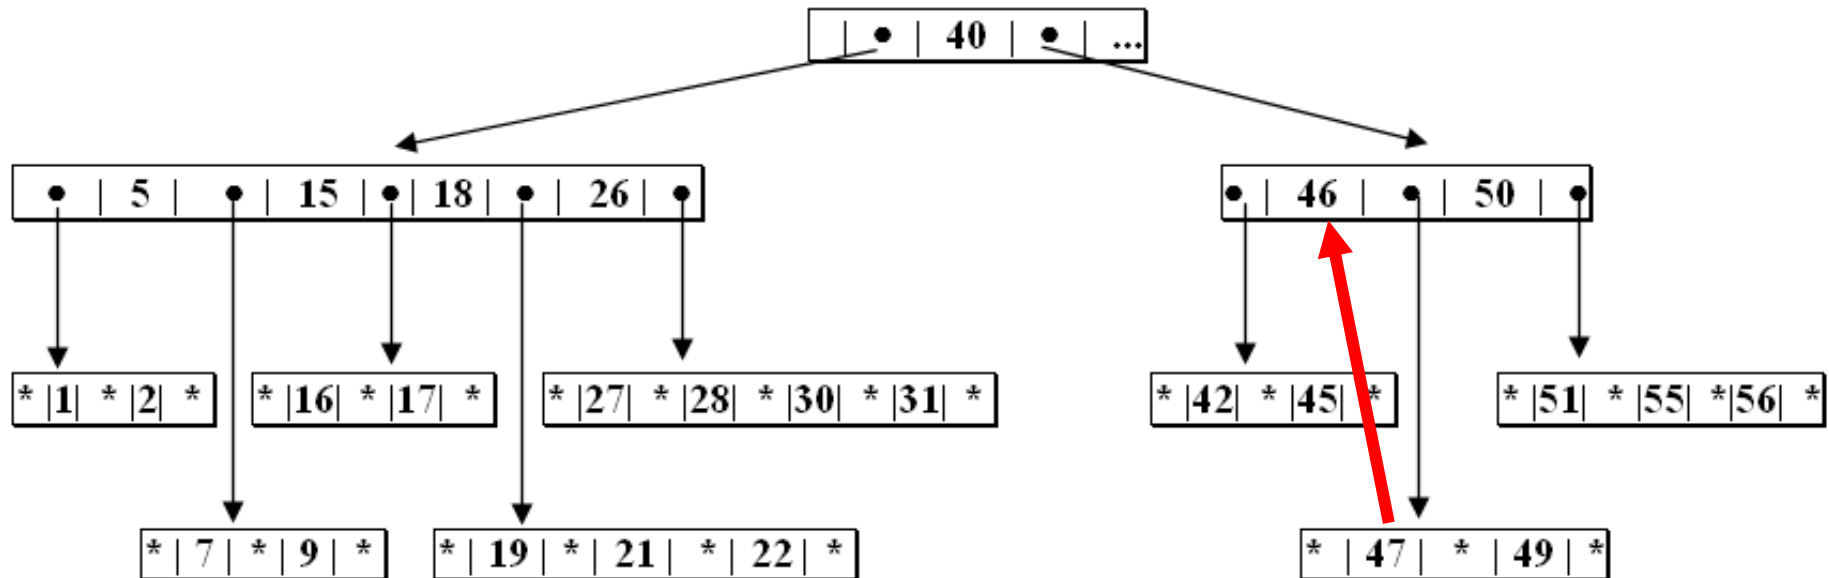 | ● | 40 | ● | ...
● | 5 | ● | 15 | ● | 18 | ● | 26 | ●
● | 46 | ● | 50 | ●
* |1| * |2| *
* |16| * |17| *
* |27| * |28| * |30| * |31| *
* |42| * |45| *
* |51| * |55| * |56| *
* | 7 | * | 9 | *
* | 19 | * | 21 | * | 22 | *
* | 47 | * | 49 | *